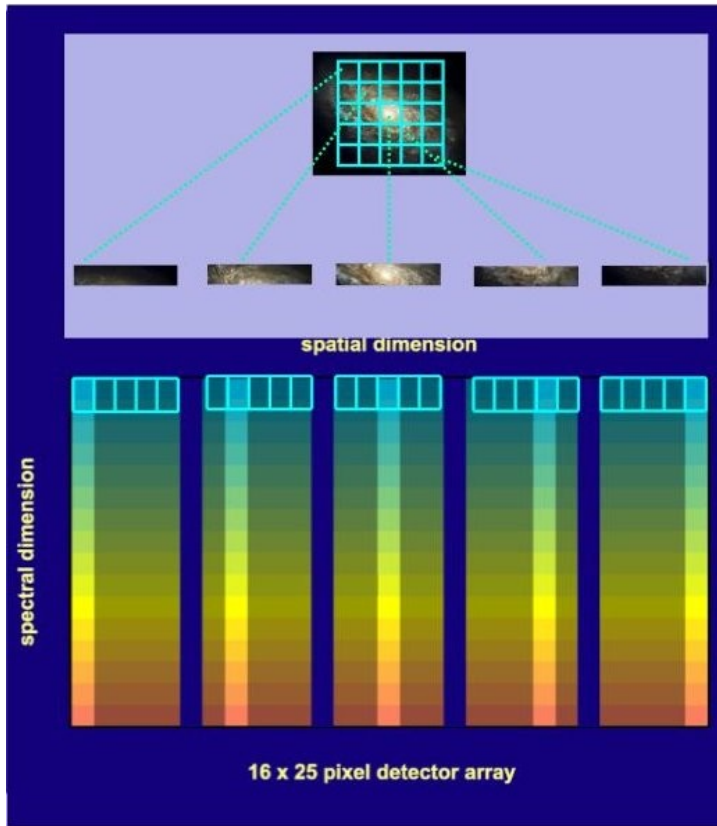 spatial dimension
spectral dimension
16 x 25 pixel detector array